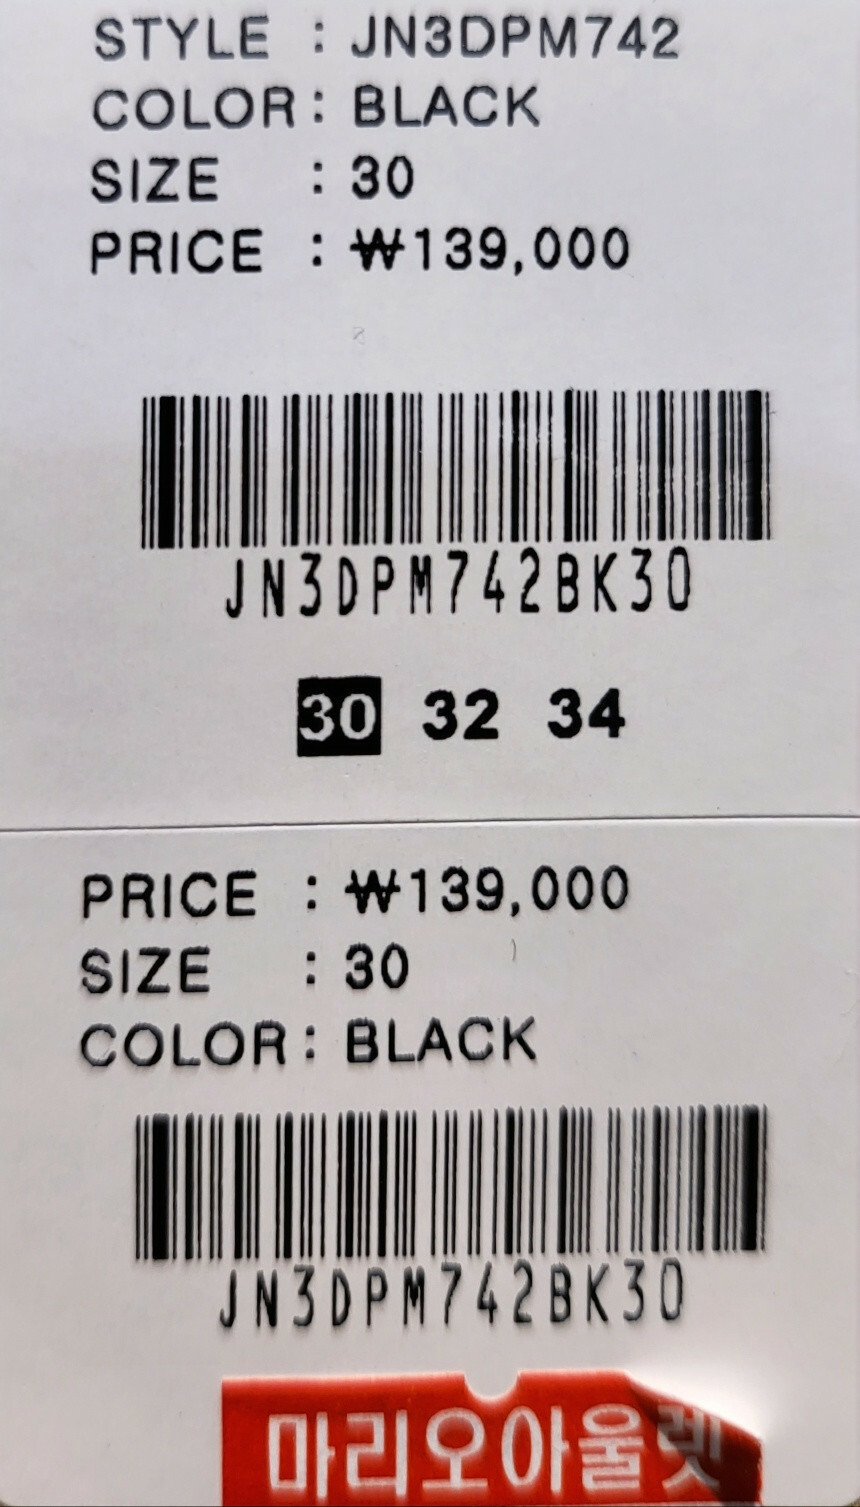 STYLE : JN3DPM742
COLOR : BLACK
SIZE : 30
PRICE : ₩139,000
JN3DPM742BK30
30 32 34
PRICE : ₩139,000
SIZE : 30
COLOR : BLACK
JN3DPM742BK30
마리오아울렛